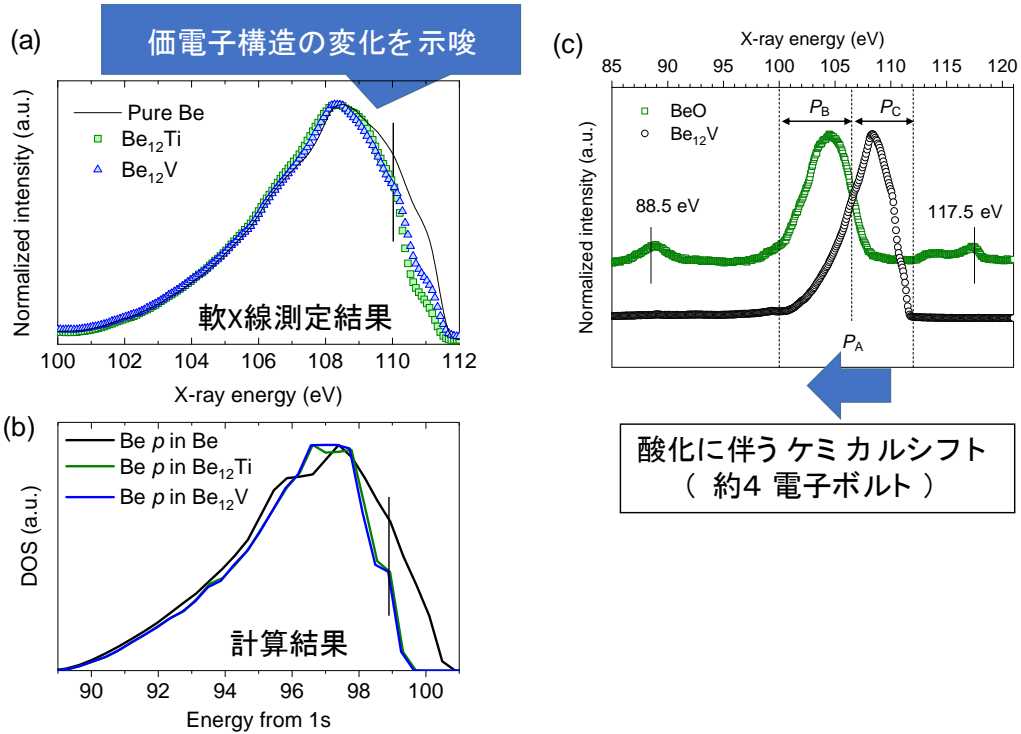 (a)
価電子構造の変化を示唆
Pure Be
Be₁₂Ti
Be₁₂V
Normalized intensity (a.u.)
軟X線測定結果
100 102 104 106 108 110 112
X-ray energy (eV)
(b)
Be p in Be
Be p in Be₁₂Ti
Be p in Be₁₂V
DOS (a.u.)
計算結果
90 92 94 96 98 100
Energy from 1s
(c)
X-ray energy (eV)
85 90 95 100 105 110 115 120
BeO
Be₁₂V
P_B
P_C
88.5 eV
117.5 eV
Normalized intensity (a.u.)
P_A
酸化に伴うケミカルシフト
( 約4 電子ボルト )